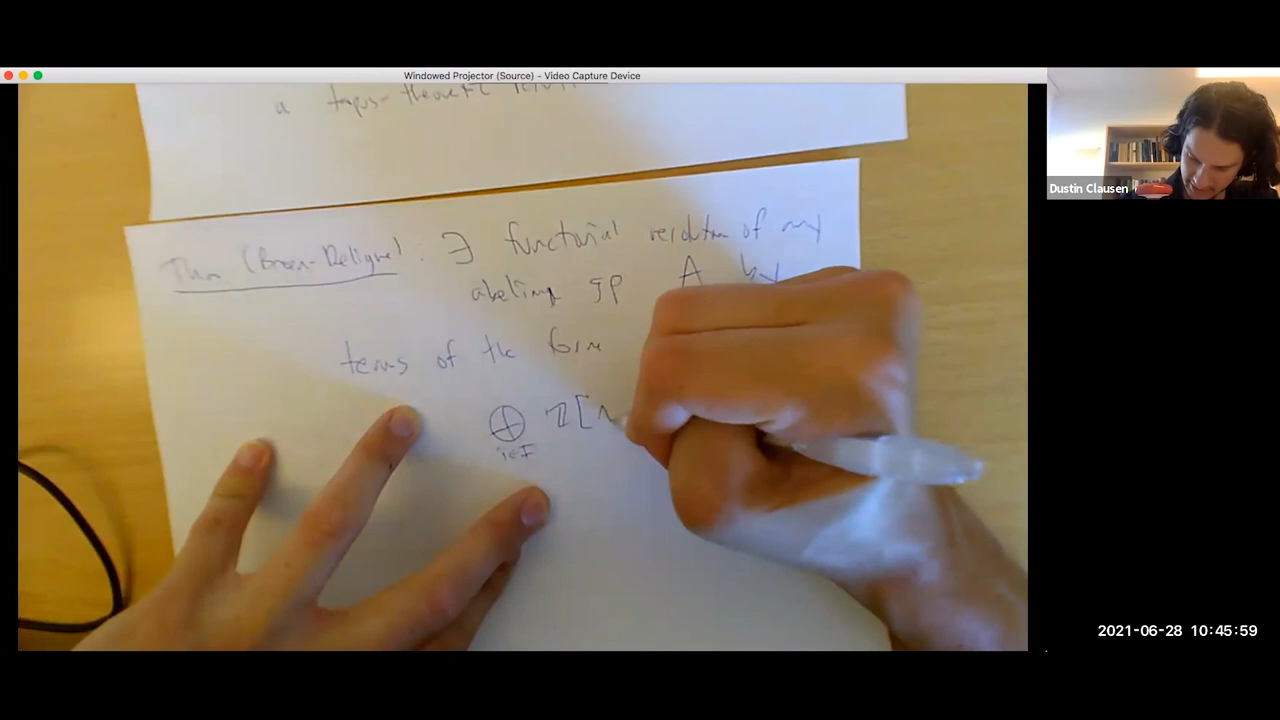 Windowed Projector (Source) - Video Capture Device
a topos-theoretic
Thm (Breen-Deligne): ∃ functorial resolution of any
abelian gp A by
terms of the form
⊕ ℤ[
i∈I
Dustin Clausen
2021-06-28 10:45:59